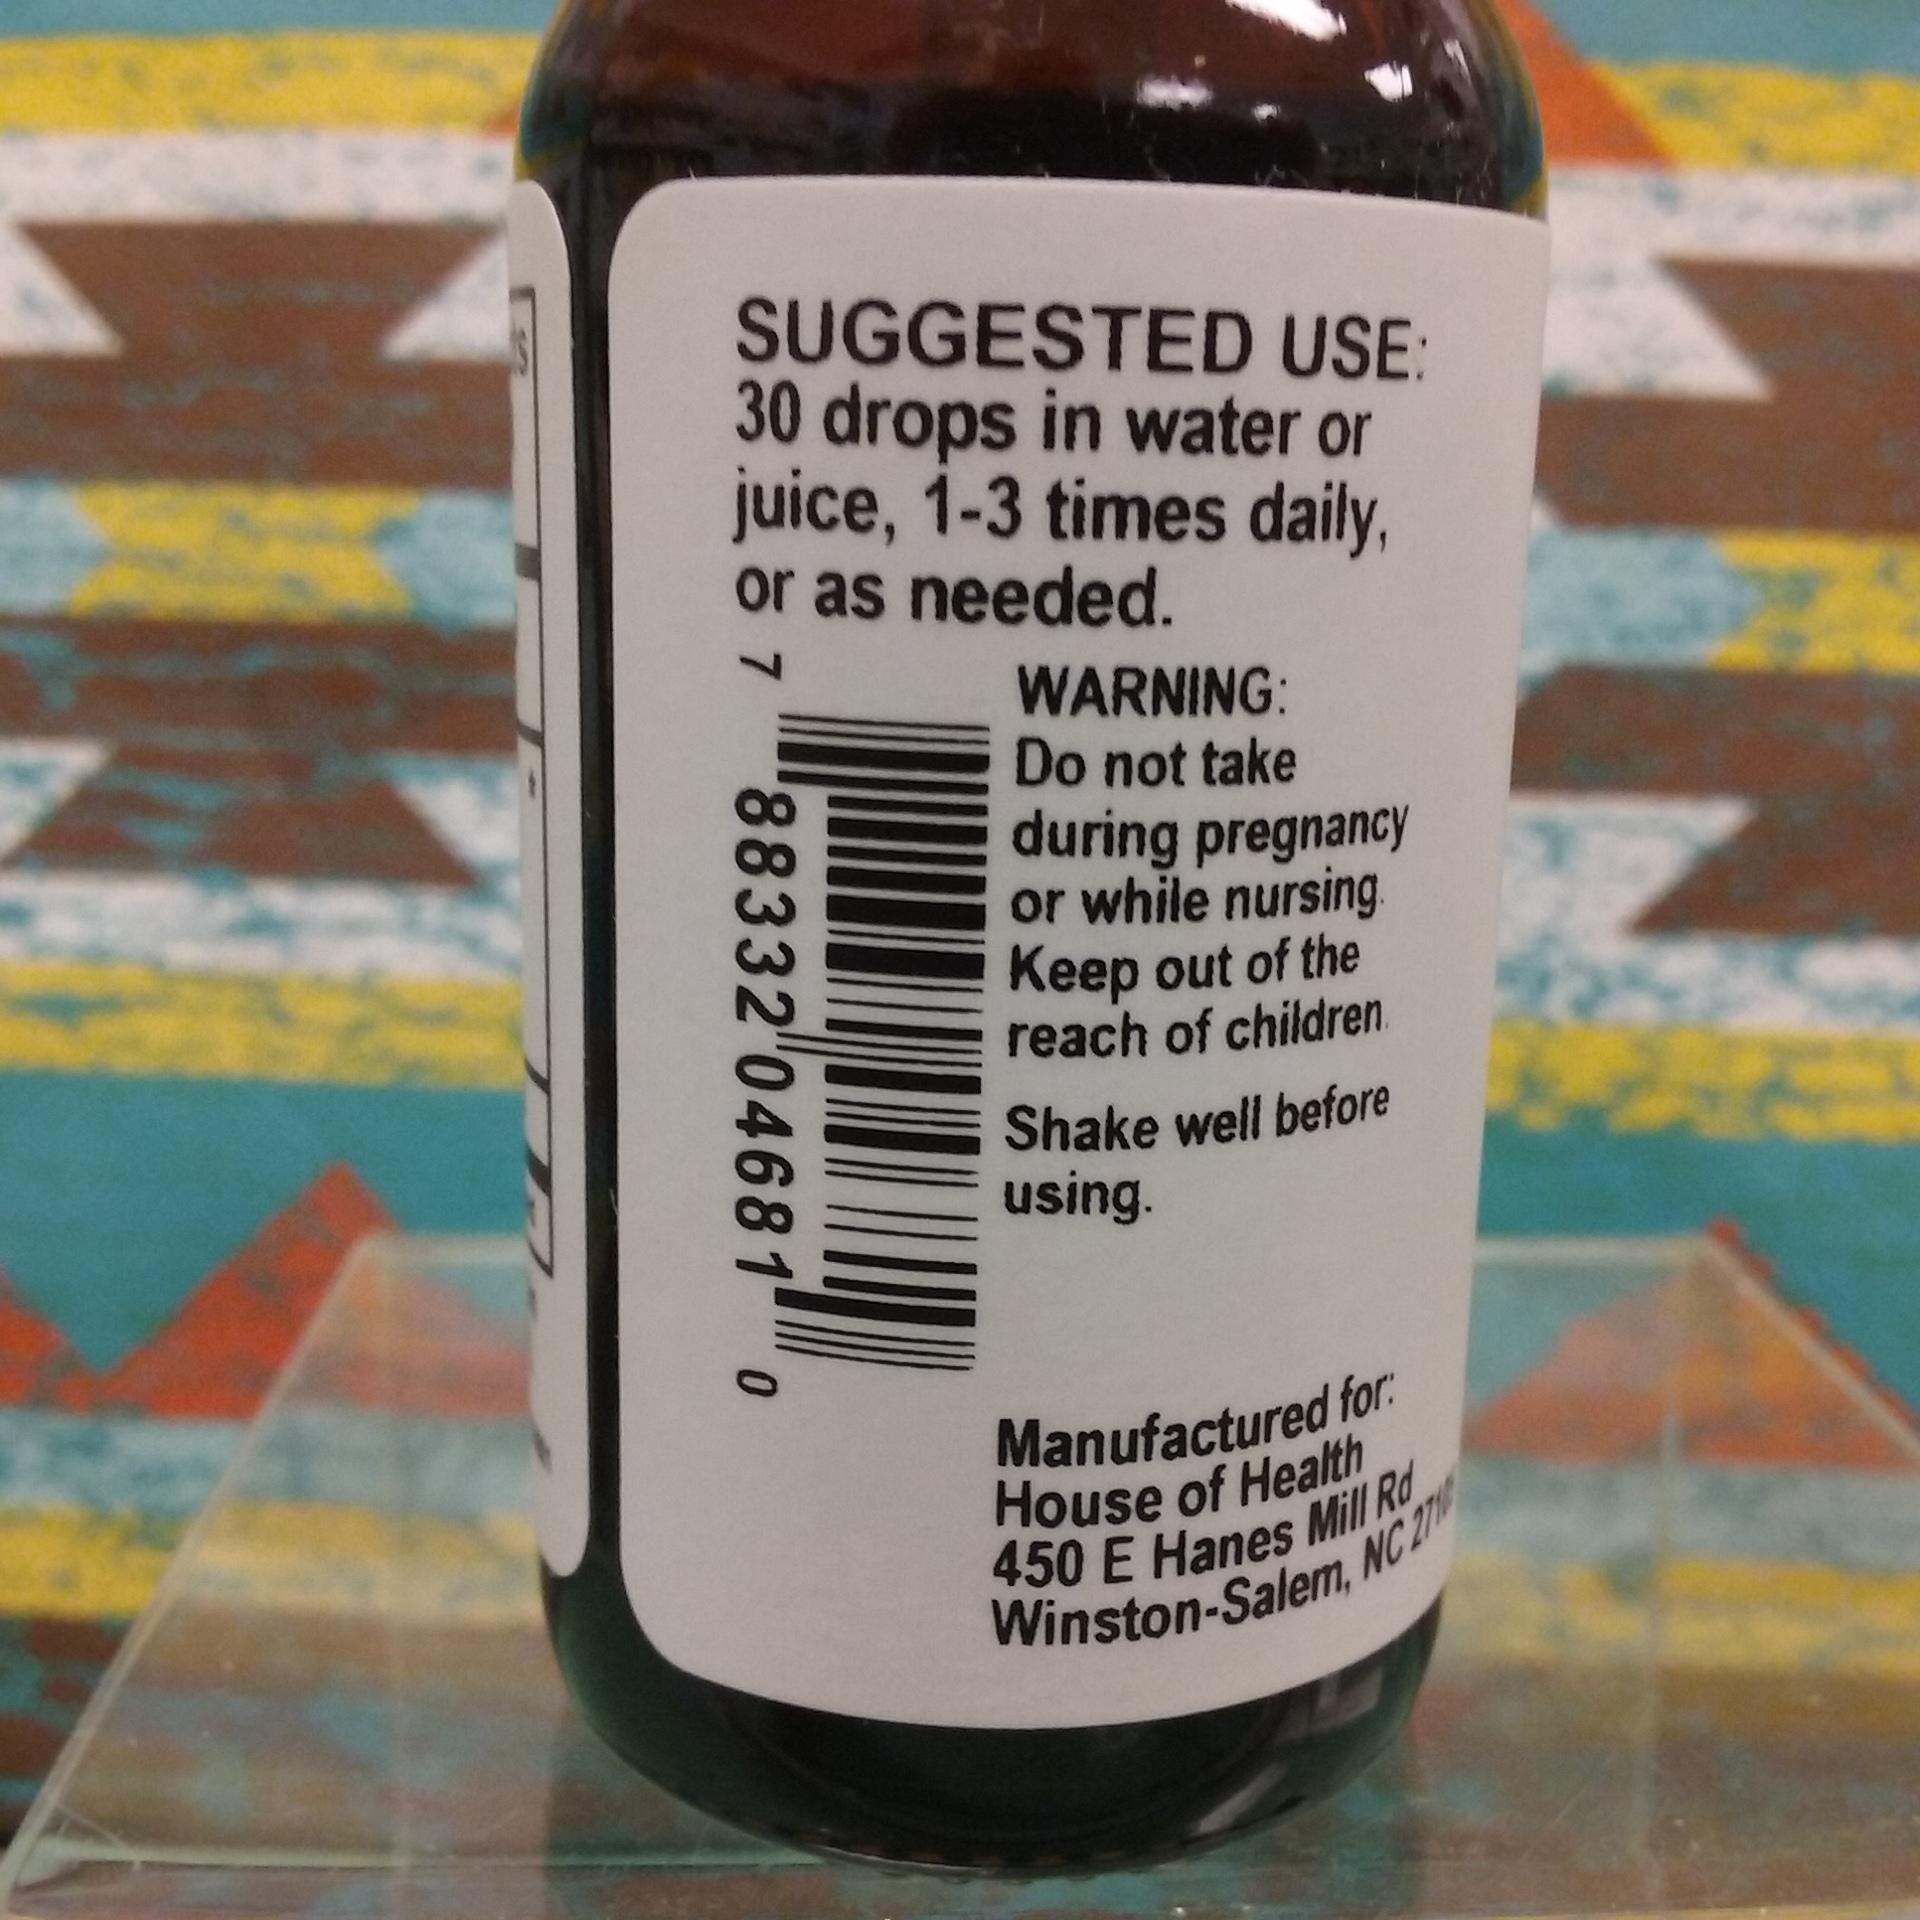 SUGGESTED USE:
30 drops in water or
juice, 1-3 times daily,
or as needed.
7 88332 04681 0
WARNING:
Do not take
during pregnancy
or while nursing.
Keep out of the
reach of children.
Shake well before
using.
Manufactured for:
House of Health
450 E Hanes Mill Rd
Winston-Salem, NC